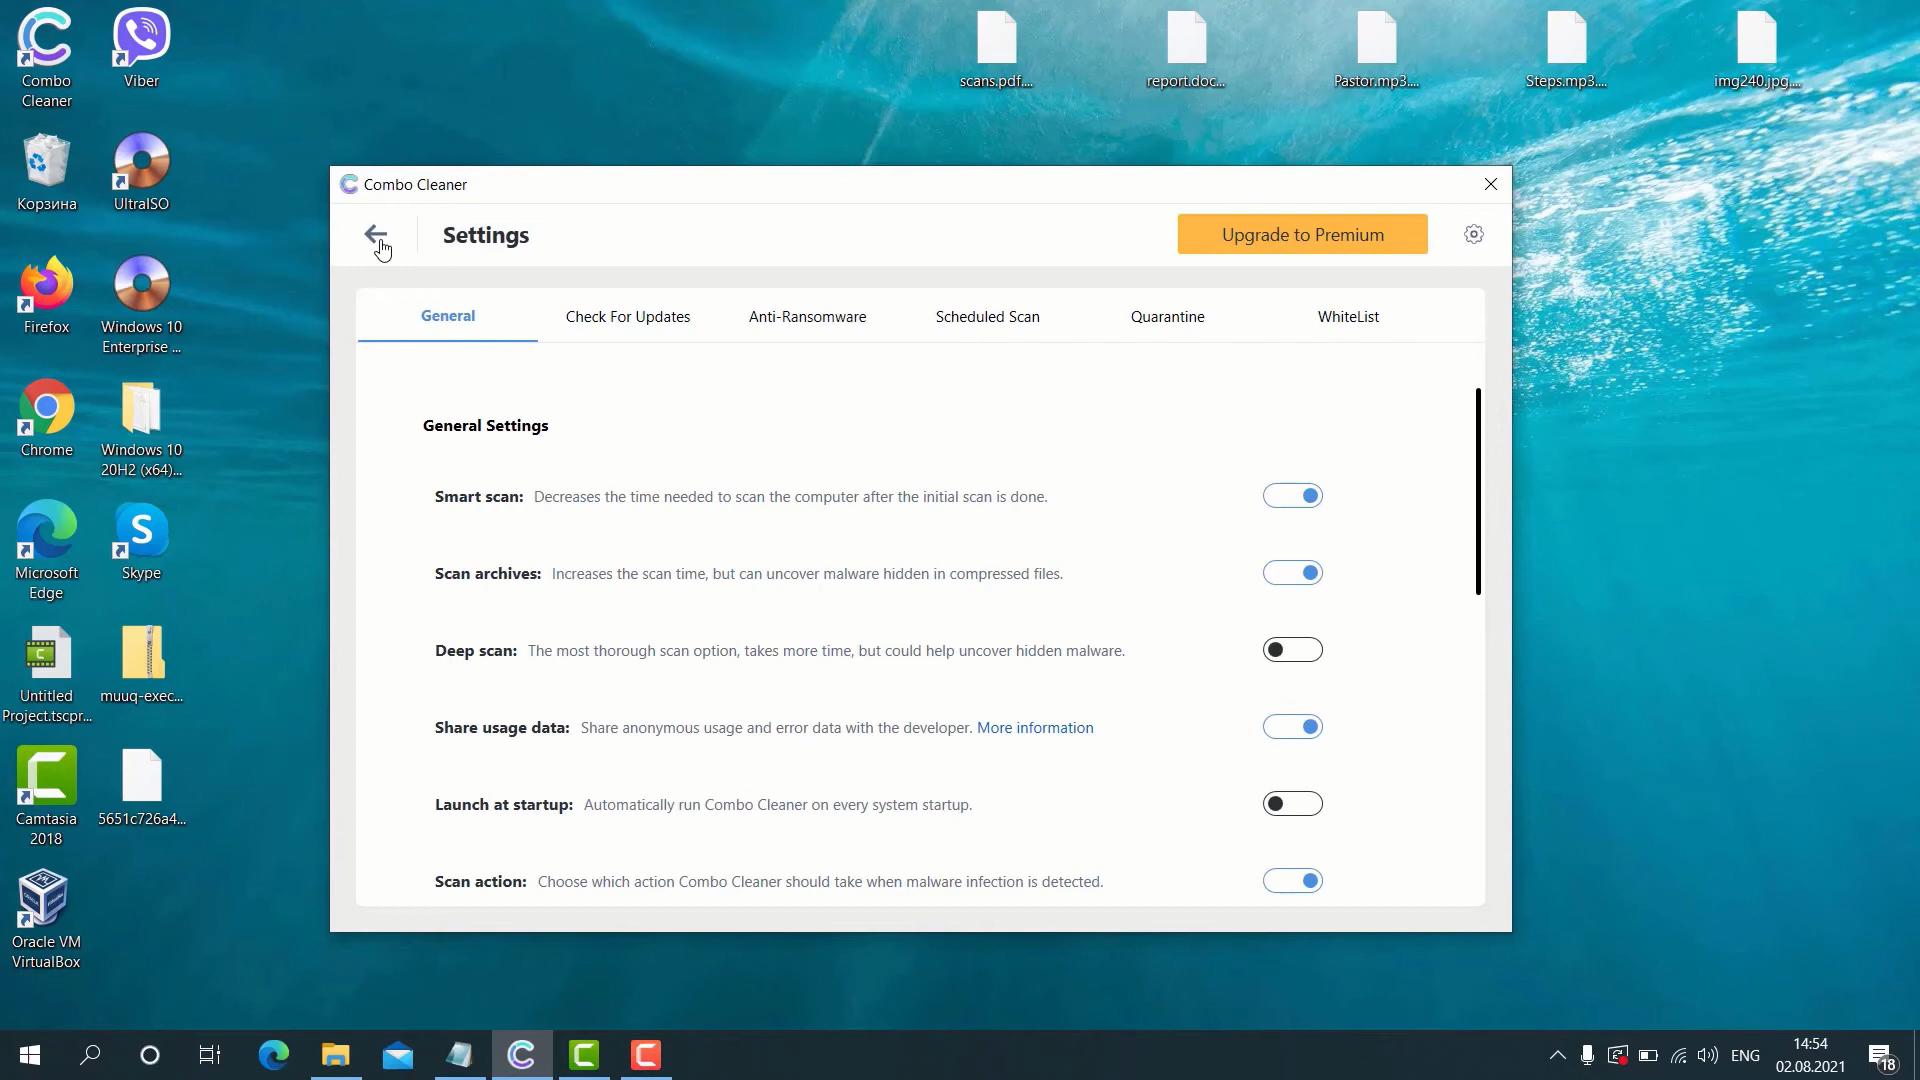 Combo
Cleaner
Viber
scans.pdf....
report.doc...
Pastor.mp3....
Steps.mp3....
img240.jpg....
Корзина
UltraISO
Firefox
Windows 10
Enterprise ...
Chrome
Windows 10
20H2 (x64)...
Microsoft
Edge
Skype
Untitled
Project.tscpr...
muuq-exec...
Camtasia
2018
5651c726a4...
Oracle VM
VirtualBox
Combo Cleaner
Settings
Upgrade to Premium
General
Check For Updates
Anti-Ransomware
Scheduled Scan
Quarantine
WhiteList
General Settings
Smart scan: Decreases the time needed to scan the computer after the initial scan is done.
Scan archives: Increases the scan time, but can uncover malware hidden in compressed files.
Deep scan: The most thorough scan option, takes more time, but could help uncover hidden malware.
Share usage data: Share anonymous usage and error data with the developer. More information
Launch at startup: Automatically run Combo Cleaner on every system startup.
Scan action: Choose which action Combo Cleaner should take when malware infection is detected.
ENG
14:54
02.08.2021
18